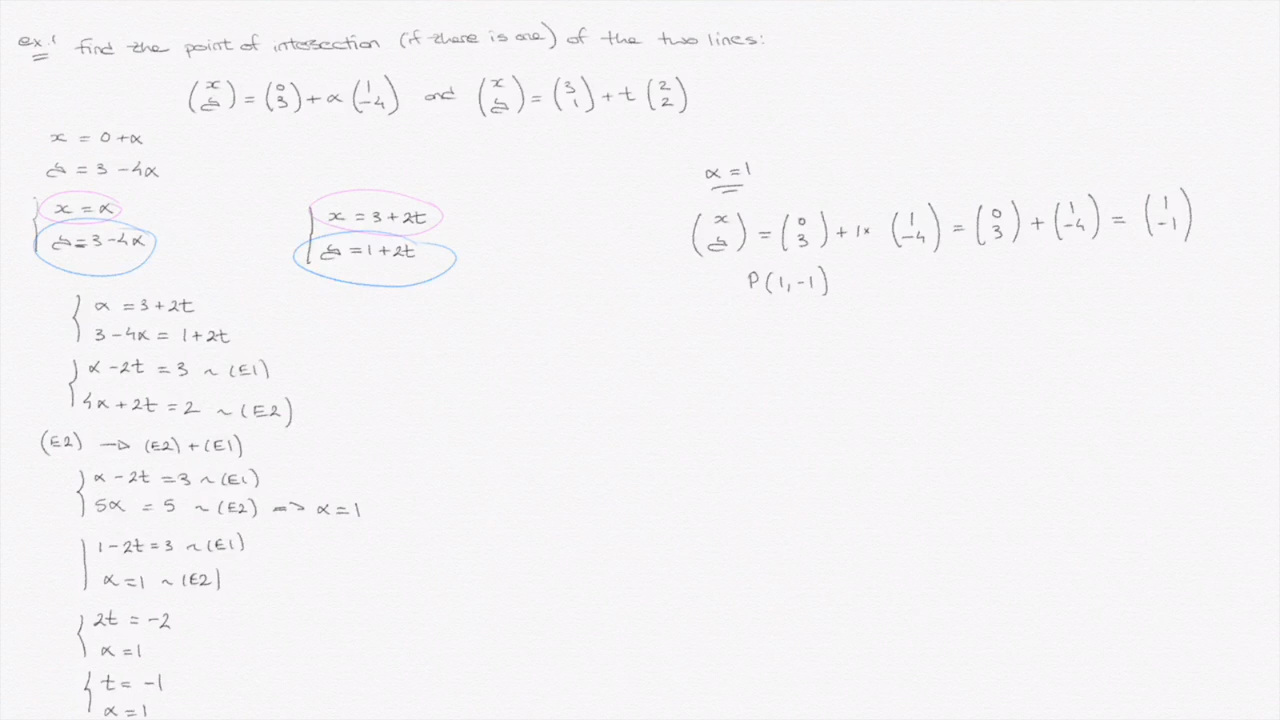 ex: find the point of intesection (if there is one) of the two lines:
(x y) = (0 3) + α (1 -4) and (x y) = (3 1) + t (2 2)
x = 0 + α
y = 3 - 4α
x = α
y = 3 - 4α
x = 3 + 2t
y = 1 + 2t
α = 3 + 2t
3 - 4α = 1 + 2t
α - 2t = 3 ~ (E1)
4α + 2t = 2 ~ (E2)
(E2) → (E2) + (E1)
α - 2t = 3 ~ (E1)
5α = 5 ~ (E2) => α = 1
1 - 2t = 3 ~ (E1)
α = 1 ~ (E2)
2t = -2
α = 1
t = -1
α = 1
α = 1
(x y) = (0 3) + 1× (1 -4) = (0 3) + (1 -4) = (1 -1)
P(1, -1)